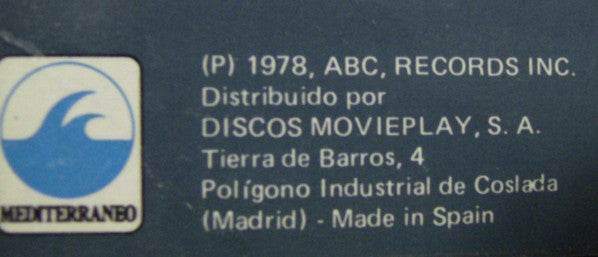 (P) 1978, ABC, RECORDS INC.
Distribuido por
DISCOS MOVIEPLAY, S. A.
Tierra de Barros, 4
Polígono Industrial de Coslada
(Madrid) - Made in Spain
MEDITERRANEO